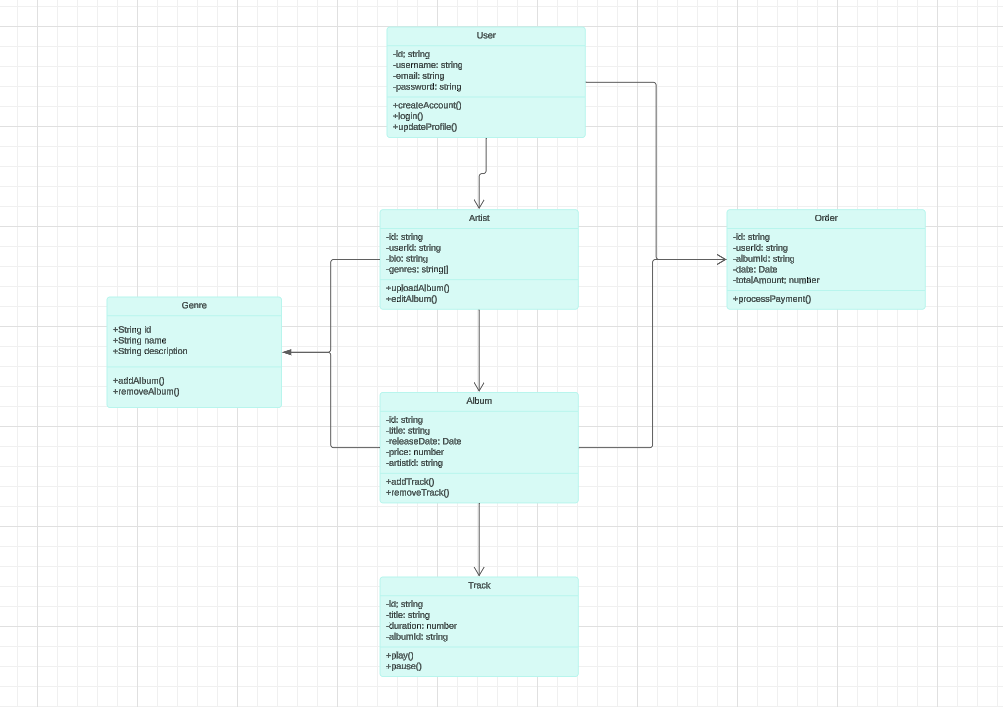 User
-id; string
-username: string
-email: string
-password: string
+createAccount()
+login()
+updateProfile()
Artist
-id: string
-userId: string
-bio: string
-genres: string[]
+uploadAlbum()
+editAlbum()
Order
-id: string
-userId: string
-albumId: string
-date: Date
-totalAmount; number
+processPayment()
Genre
+String id
+String name
+String description
+addAlbum()
+removeAlbum()
Album
-id: string
-title: string
-releaseDate: Date
-price: number
-artistId: string
+addTrack()
+removeTrack()
Track
-id; string
-title: string
-duration: number
-albumId: string
+play()
+pause()